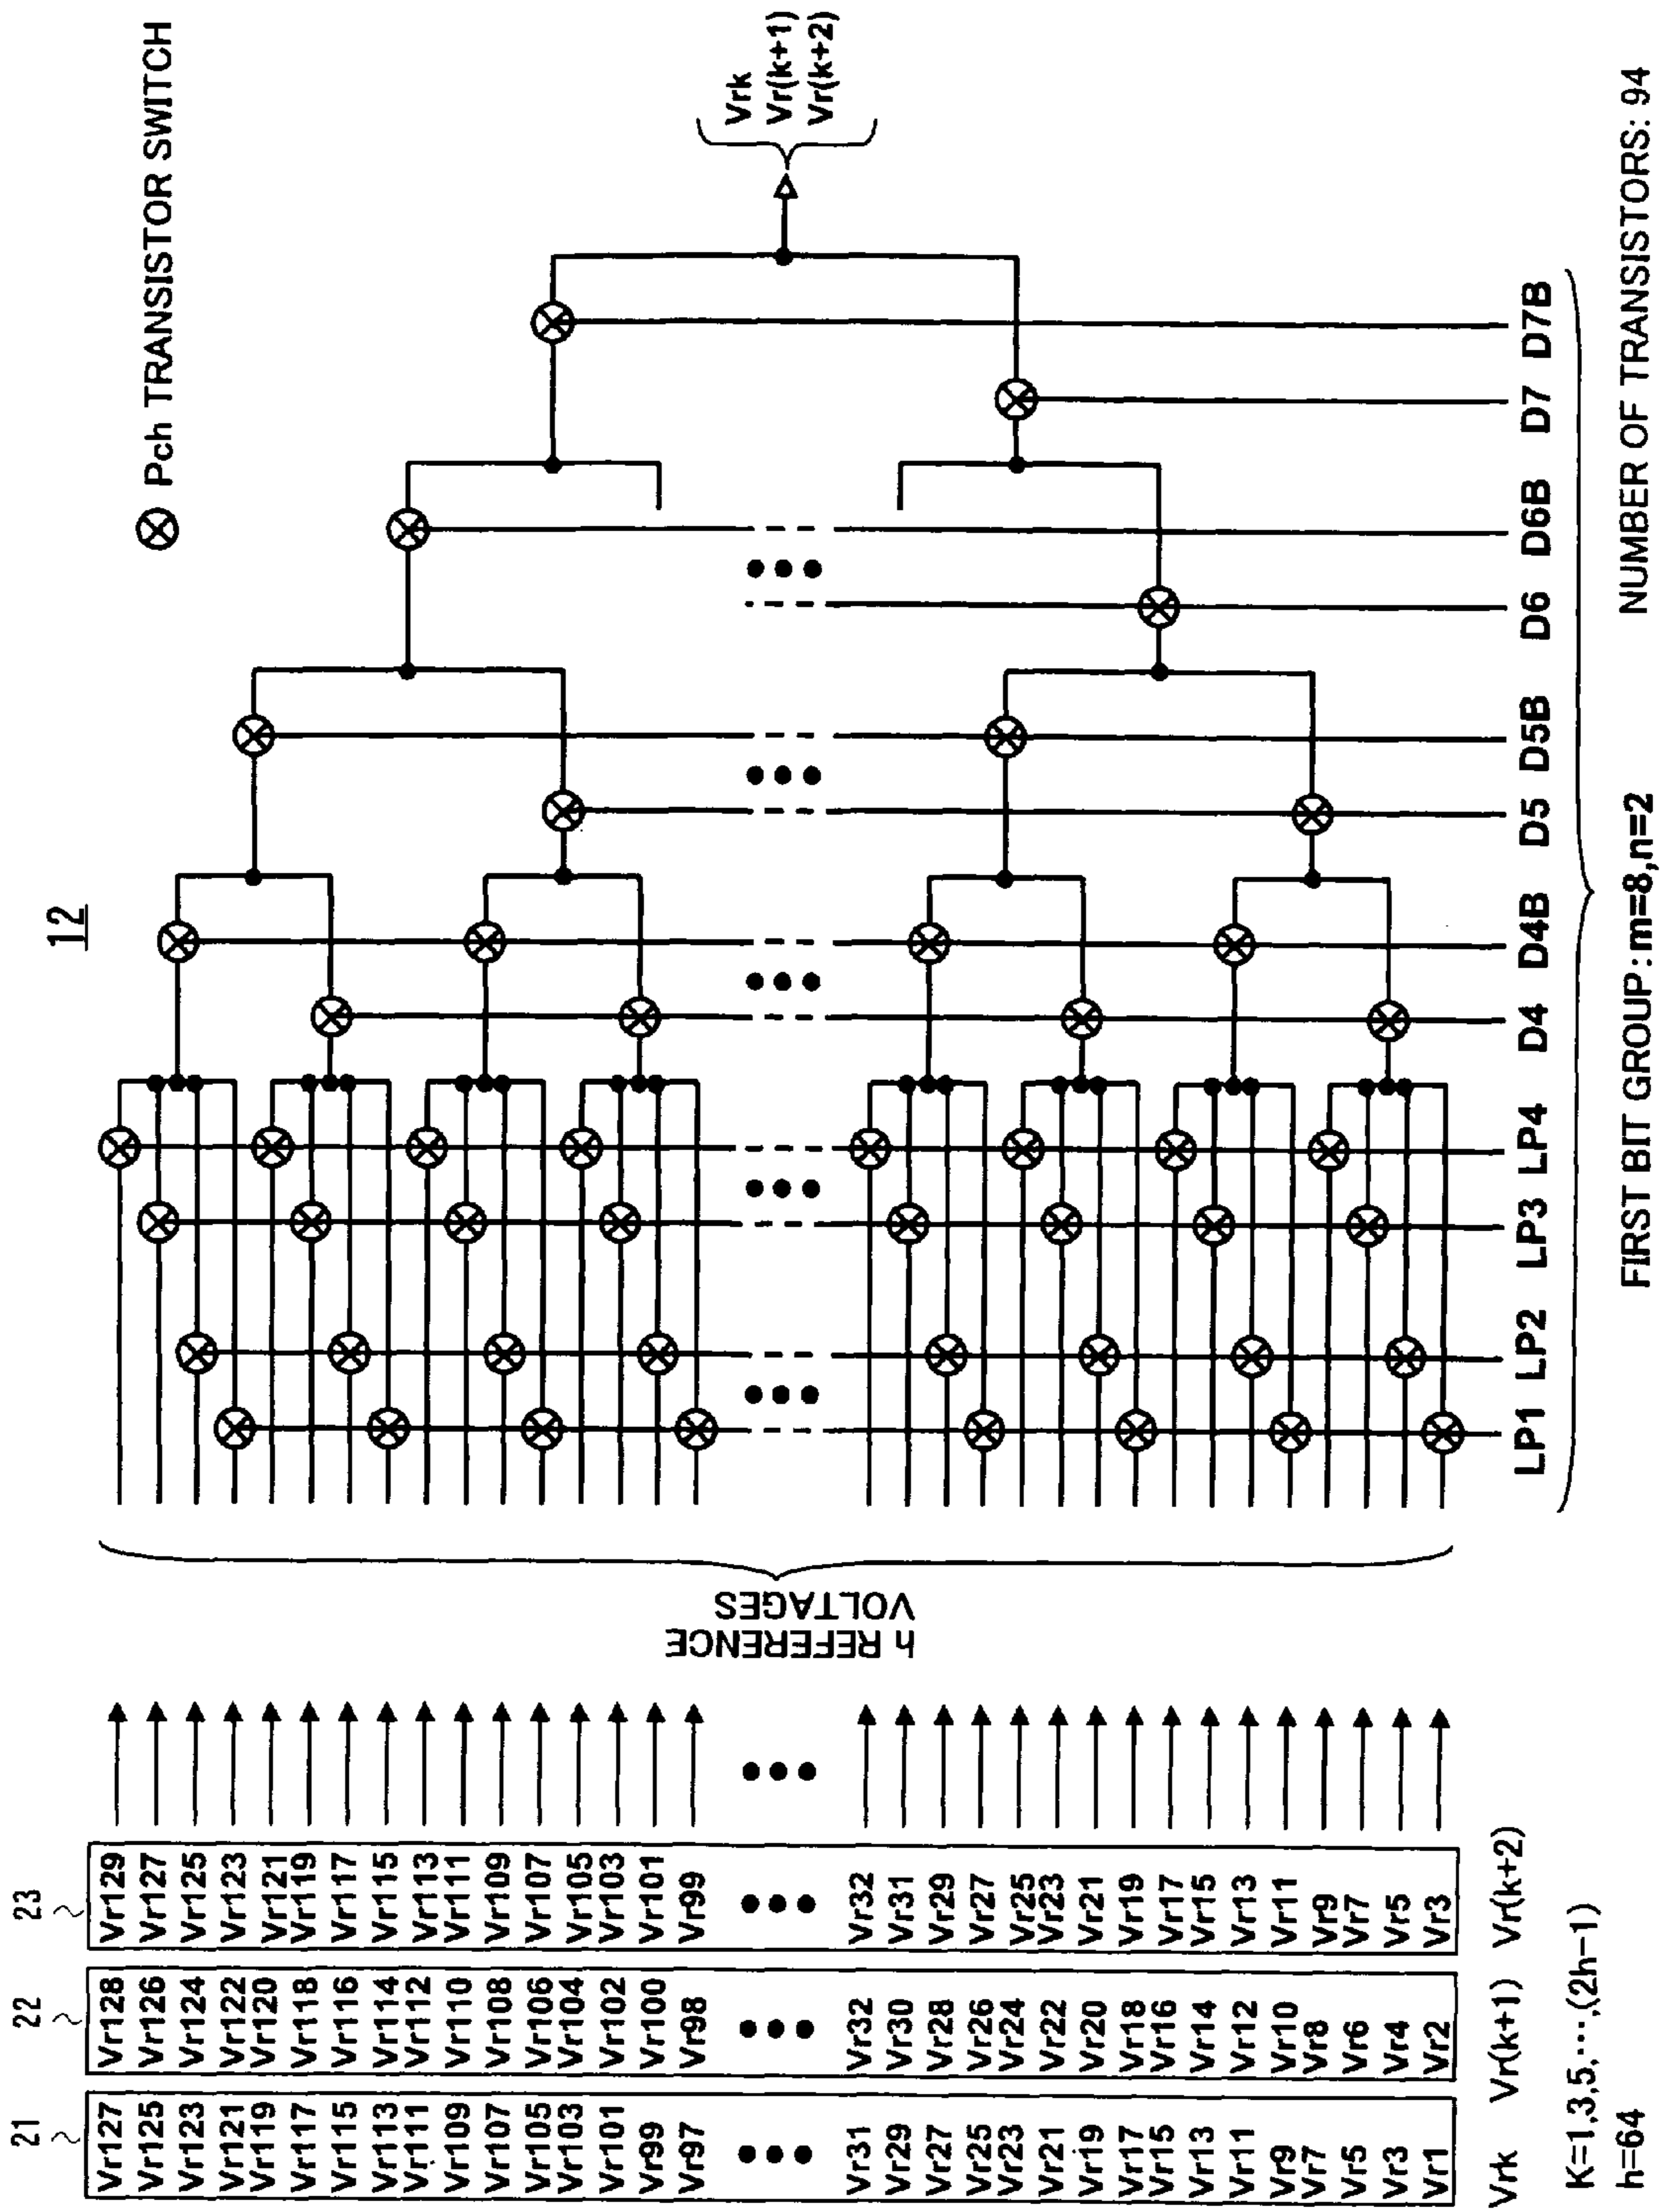 12
⊗ Pch TRANSISTOR SWITCH
21 22 23
Vr127 Vr128 Vr129
Vr125 Vr126 Vr127
Vr123 Vr124 Vr125
Vr121 Vr122 Vr123
Vr119 Vr120 Vr121
Vr117 Vr118 Vr119
Vr115 Vr116 Vr117
Vr113 Vr114 Vr115
Vr111 Vr112 Vr113
Vr109 Vr110 Vr111
Vr107 Vr108 Vr109
Vr105 Vr106 Vr107
Vr103 Vr104 Vr105
Vr101 Vr102 Vr103
Vr99 Vr100 Vr101
Vr97 Vr98 Vr99
Vr31 Vr32 Vr32
Vr29 Vr30 Vr31
Vr27 Vr28 Vr29
Vr25 Vr26 Vr27
Vr23 Vr24 Vr25
Vr21 Vr22 Vr23
Vr19 Vr20 Vr21
Vr17 Vr18 Vr19
Vr15 Vr16 Vr17
Vr13 Vr14 Vr15
Vr11 Vr12 Vr13
Vr9 Vr10 Vr11
Vr7 Vr8 Vr9
Vr5 Vr6 Vr7
Vr3 Vr4 Vr5
Vr1 Vr2 Vr3
Vrk Vr(k+1) Vr(k+2)
K=1,3,5,⋯,(2h−1)
h=64
h REFERENCE
VOLTAGES
Vrk
Vr(k+1)
Vr(k+2)
LP1 LP2 LP3 LP4 D4 D4B D5 D5B D6 D6B D7 D7B
FIRST BIT GROUP:m=8,n=2
NUMBER OF TRANSISTORS: 94